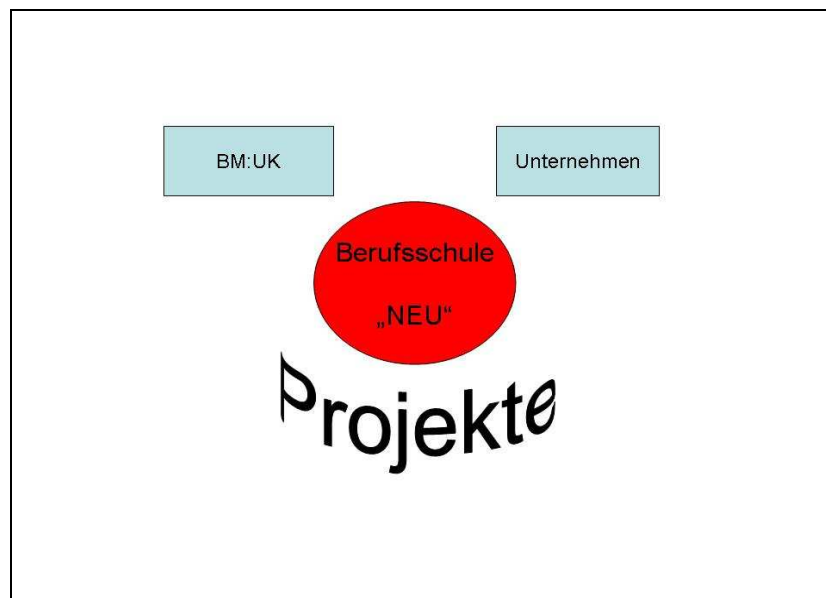 BM:UK
Unternehmen
Berufsschule
„NEU“
Projekte